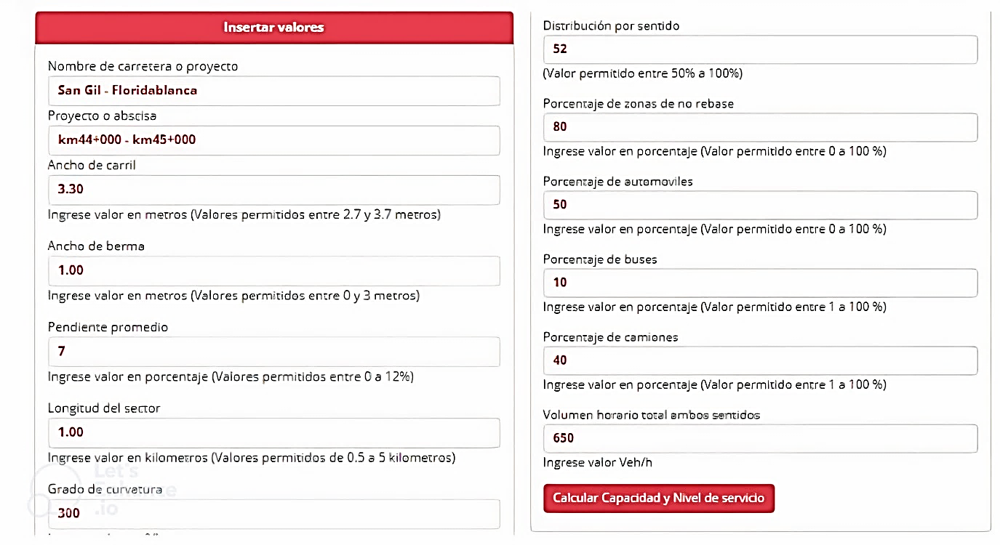 Insertar valores
Nombre de carretera o proyecto
San Gil - Floridablanca
Proyecto o abscisa
km44+000 - km45+000
Ancho de carril
3.30
Ingrese valor en metros (Valores permitidos entre 2.7 y 3.7 metros)
Ancho de berma
1.00
Ingrese valor en metros (Valores permitidos entre 0 y 3 metros)
Pendiente promedio
7
Ingrese valor en porcentaje (Valores permitidos entre 0 a 12%)
Longitud del sector
1.00
Ingrese valor en kilometros (Valores permitidos de 0.5 a 5 kilometros)
Let's
.io
Grado de curvatura
300
Distribución por sentido
52
(Valor permitido entre 50% a 100%)
Porcentaje de zonas de no rebase
80
Ingrese valor en porcentaje (Valor permitido entre 0 a 100 %)
Porcentaje de automoviles
50
Ingrese valor en porcentaje (Valor permitido entre 0 a 100 %)
Porcentaje de buses
10
Ingrese valor en porcentaje (Valor permitido entre 1 a 100 %)
Porcentaje de camiones
40
Ingrese valor en porcentaje (Valor permitido entre 1 a 100 %)
Volumen horario total ambos sentidos
650
Ingrese valor Veh/h
Calcular Capacidad y Nivel de servicio